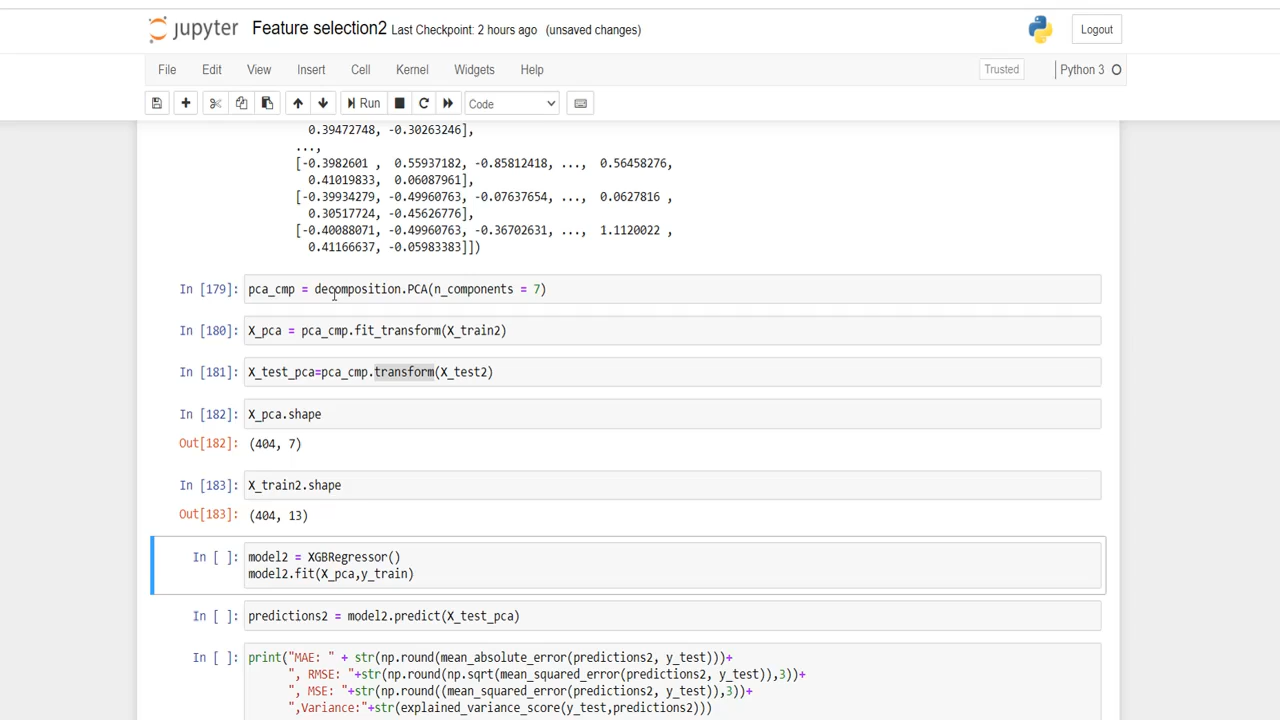 jupyter Feature selection2 Last Checkpoint: 2 hours ago (unsaved changes) Logout
File Edit View Insert Cell Kernel Widgets Help Trusted Python 3
Run Code
0.39472748, -0.30263246],
...,
[-0.3982601 , 0.55937182, -0.85812418, ..., 0.56458276,
0.41019833, 0.06087961],
[-0.39934279, -0.49960763, -0.07637654, ..., 0.0627816 ,
0.30517724, -0.45626776],
[-0.40088071, -0.49960763, -0.36702631, ..., 1.1120022 ,
0.41166637, -0.05983383]])
In [179]: pca_cmp = decomposition.PCA(n_components = 7)
In [180]: X_pca = pca_cmp.fit_transform(X_train2)
In [181]: X_test_pca=pca_cmp.transform(X_test2)
In [182]: X_pca.shape
Out[182]: (404, 7)
In [183]: X_train2.shape
Out[183]: (404, 13)
In [ ]: model2 = XGBRegressor()
model2.fit(X_pca,y_train)
In [ ]: predictions2 = model2.predict(X_test_pca)
In [ ]: print("MAE: " + str(np.round(mean_absolute_error(predictions2, y_test)))+
", RMSE: "+str(np.round(np.sqrt(mean_squared_error(predictions2, y_test)),3))+
", MSE: "+str(np.round((mean_squared_error(predictions2, y_test)),3))+
",Variance:"+str(explained_variance_score(y_test,predictions2)))